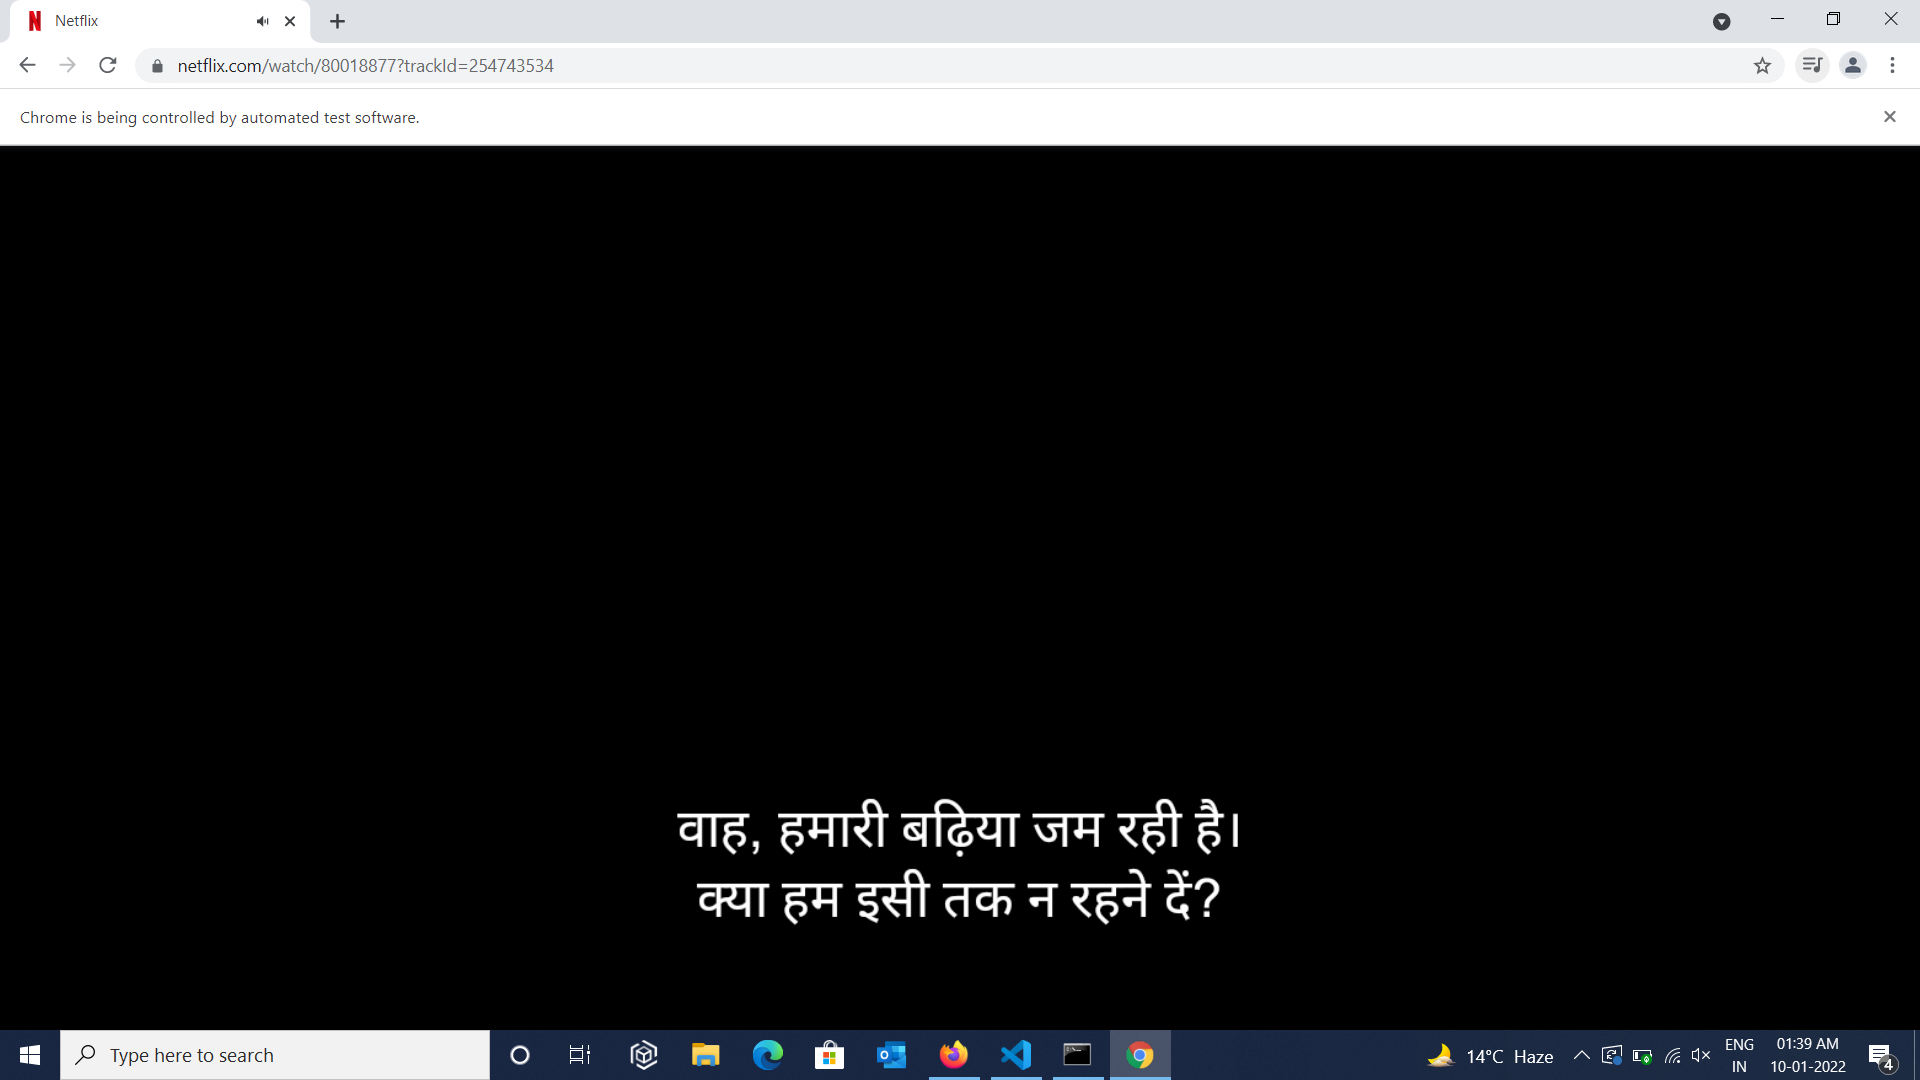 Netflix
netflix.com/watch/80018877?trackId=254743534
Chrome is being controlled by automated test software.
वाह, हमारी बढ़िया जम रही है।
क्या हम इसी तक न रहने दें?
Type here to search
14°C Haze
ENG
IN
01:39 AM
10-01-2022
4